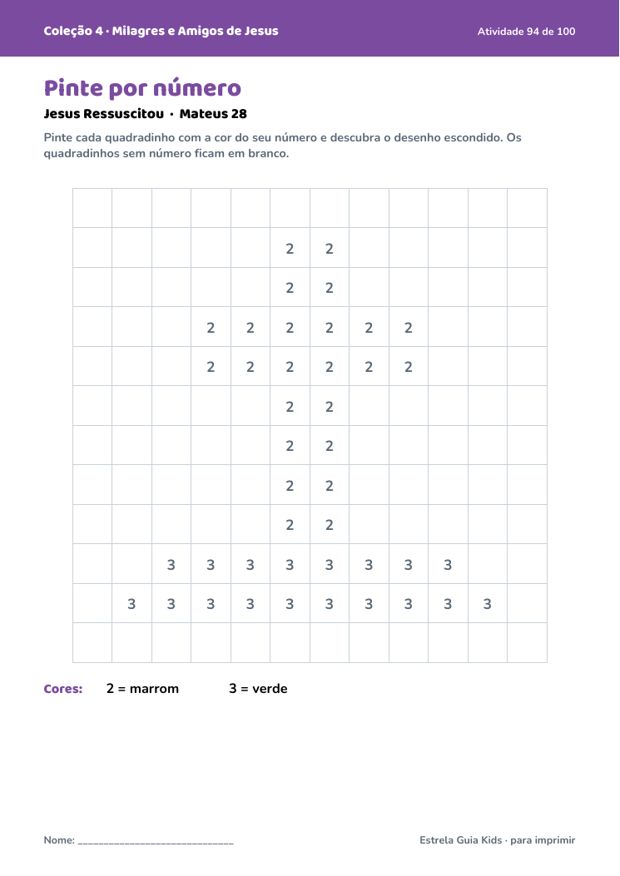 Coleção 4 · Milagres e Amigos de Jesus
Atividade 94 de 100
Pinte por número
Jesus Ressuscitou · Mateus 28
Pinte cada quadradinho com a cor do seu número e descubra o desenho escondido. Os
quadradinhos sem número ficam em branco.
2 2
2 2
2 2 2 2 2 2
2 2 2 2 2 2
2 2
2 2
2 2
2 2
3 3 3 3 3 3 3 3
3 3 3 3 3 3 3 3 3 3
Cores: 2 = marrom 3 = verde
Nome: ______________________________
Estrela Guia Kids · para imprimir